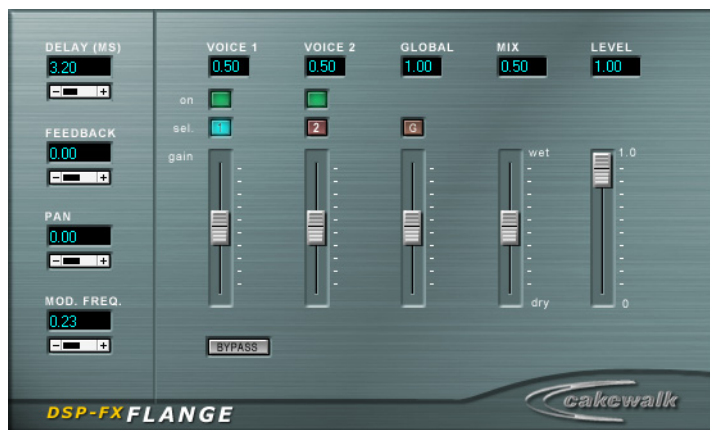 DELAY (MS)
3.20
- +
FEEDBACK
0.00
- +
PAN
0.00
- +
MOD. FREQ.
0.23
- +
VOICE 1 VOICE 2 GLOBAL MIX LEVEL
0.50 0.50 1.00 0.50 1.00
on
sel. 1 2 G
gain wet 1.0
dry 0
BYPASS
DSP-FX FLANGE
cakewalk